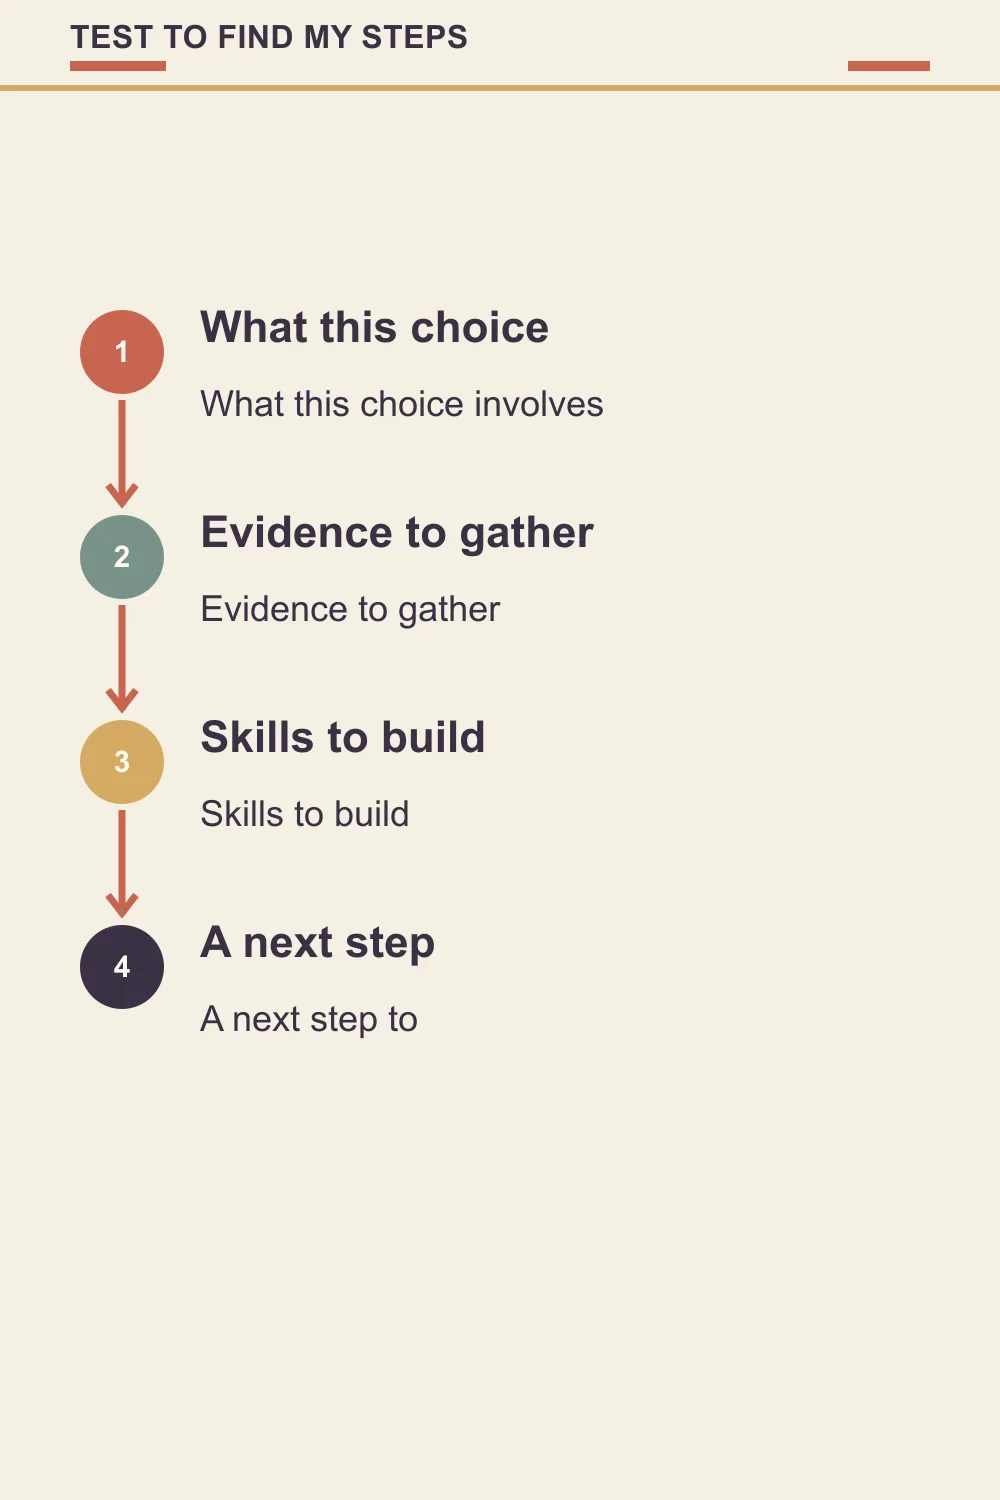 TEST TO FIND MY STEPS
1
What this choice
What this choice involves
2
Evidence to gather
Evidence to gather
3
Skills to build
Skills to build
4
A next step
A next step to